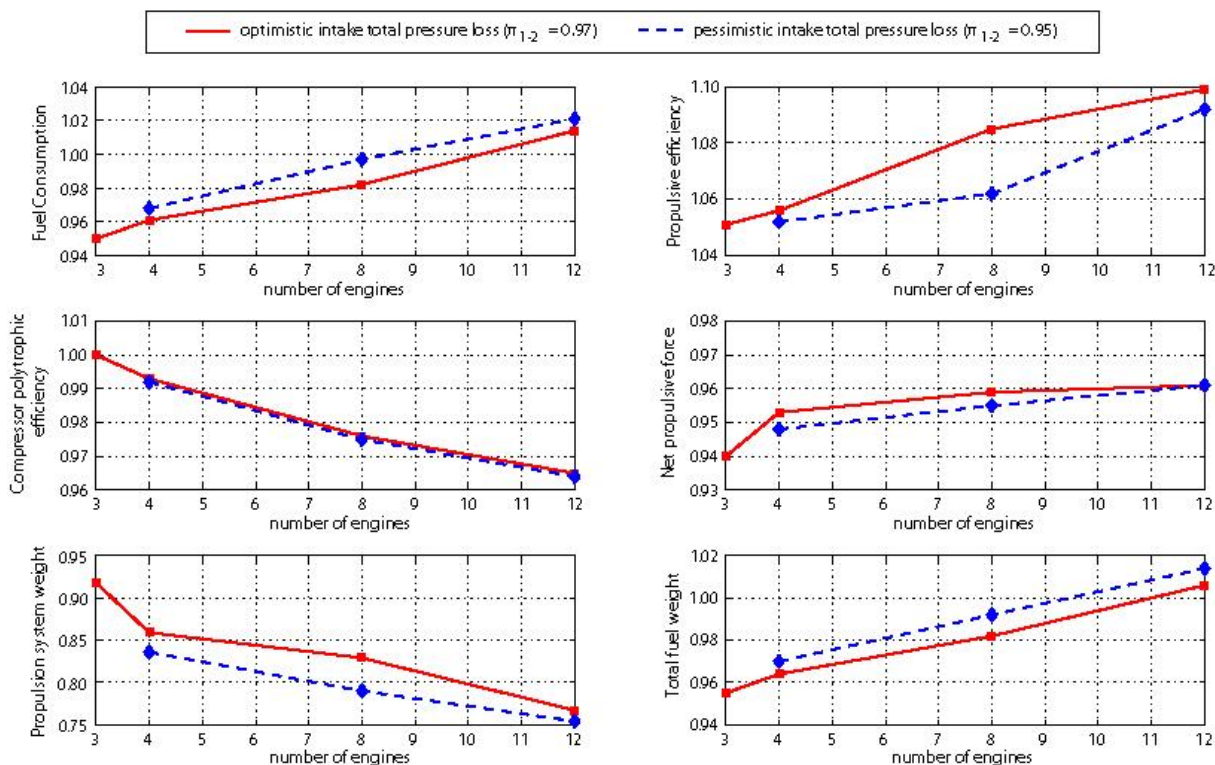 optimistic intake total pressure loss (π1-2 = 0.97) pessimistic intake total pressure loss (π1-2 = 0.95)
Fuel Consumption
1.04
1.02
1.00
0.98
0.96
0.94
3 4 5 6 7 8 9 10 11 12
number of engines
Propulsive efficiency
1.10
1.08
1.06
1.04
3 4 5 6 7 8 9 10 11 12
number of engines
Compressor polytrophic
efficiency
1.01
1.00
0.99
0.98
0.97
0.96
3 4 5 6 7 8 9 10 11 12
number of engines
Net propulsive force
0.98
0.97
0.96
0.95
0.94
0.93
3 4 5 6 7 8 9 10 11 12
number of engines
Propulsion system weight
0.95
0.90
0.85
0.80
0.75
3 4 5 6 7 8 9 10 11 12
number of engines
Total fuel weight
1.02
1.00
0.98
0.96
0.94
3 4 5 6 7 8 9 10 11 12
number of engines